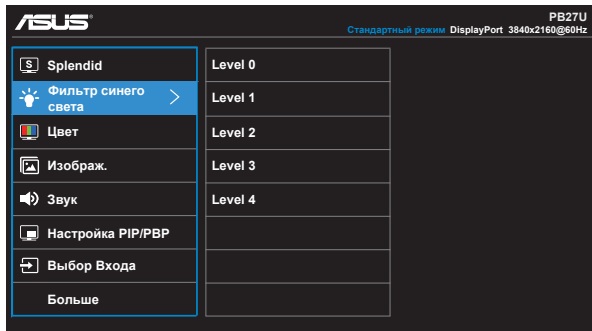 ASUS
PB27U
Стандартный режим DisplayPort 3840x2160@60Hz
S Splendid
Фильтр синего
света
Цвет
Изображ.
Звук
Настройка PIP/PBP
Выбор Входа
Больше
Level 0
Level 1
Level 2
Level 3
Level 4